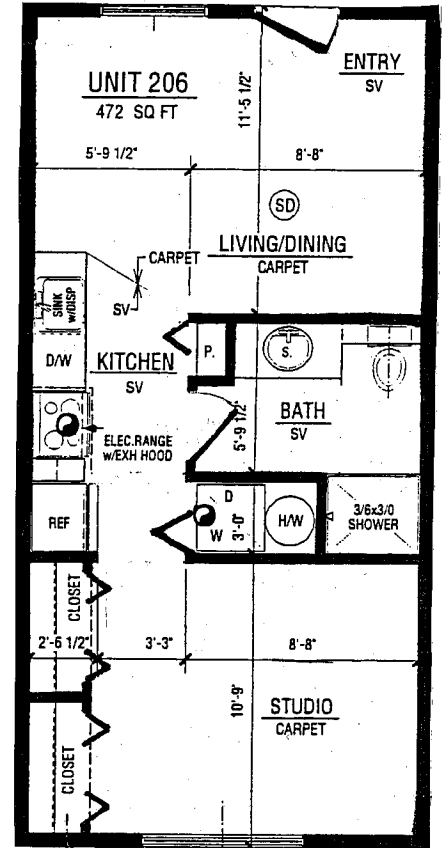 UNIT 206
472 SQ FT
ENTRY
SV
11'-5 1/2"
5'-9 1/2"
8'-8"
SD
LIVING/DINING
CARPET
CARPET
SV
SINK
w/DISP
D/W
KITCHEN
SV
P.
S.
BATH
SV
5'-9 1/2"
ELEC.RANGE
w/EXH HOOD
REF
D
W
3'-0"
H/W
3/6x3/0
SHOWER
CLOSET
2'-6 1/2"
3'-3"
8'-8"
10'-9"
STUDIO
CARPET
CLOSET